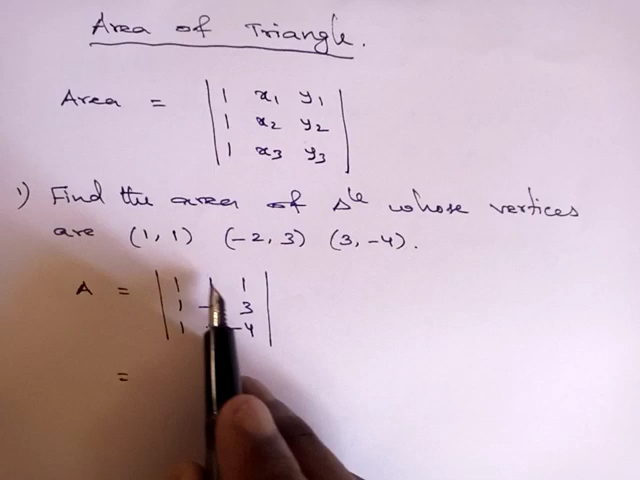 Area of Triangle.
Area = | 1 x₁ y₁ |
| 1 x₂ y₂ |
| 1 x₃ y₃ |
1) Find the area of Δle whose vertices
are (1, 1) (-2, 3) (3, -4).
A = | 1 1 1 |
| 1 - 3 |
| 1 -4 |
=